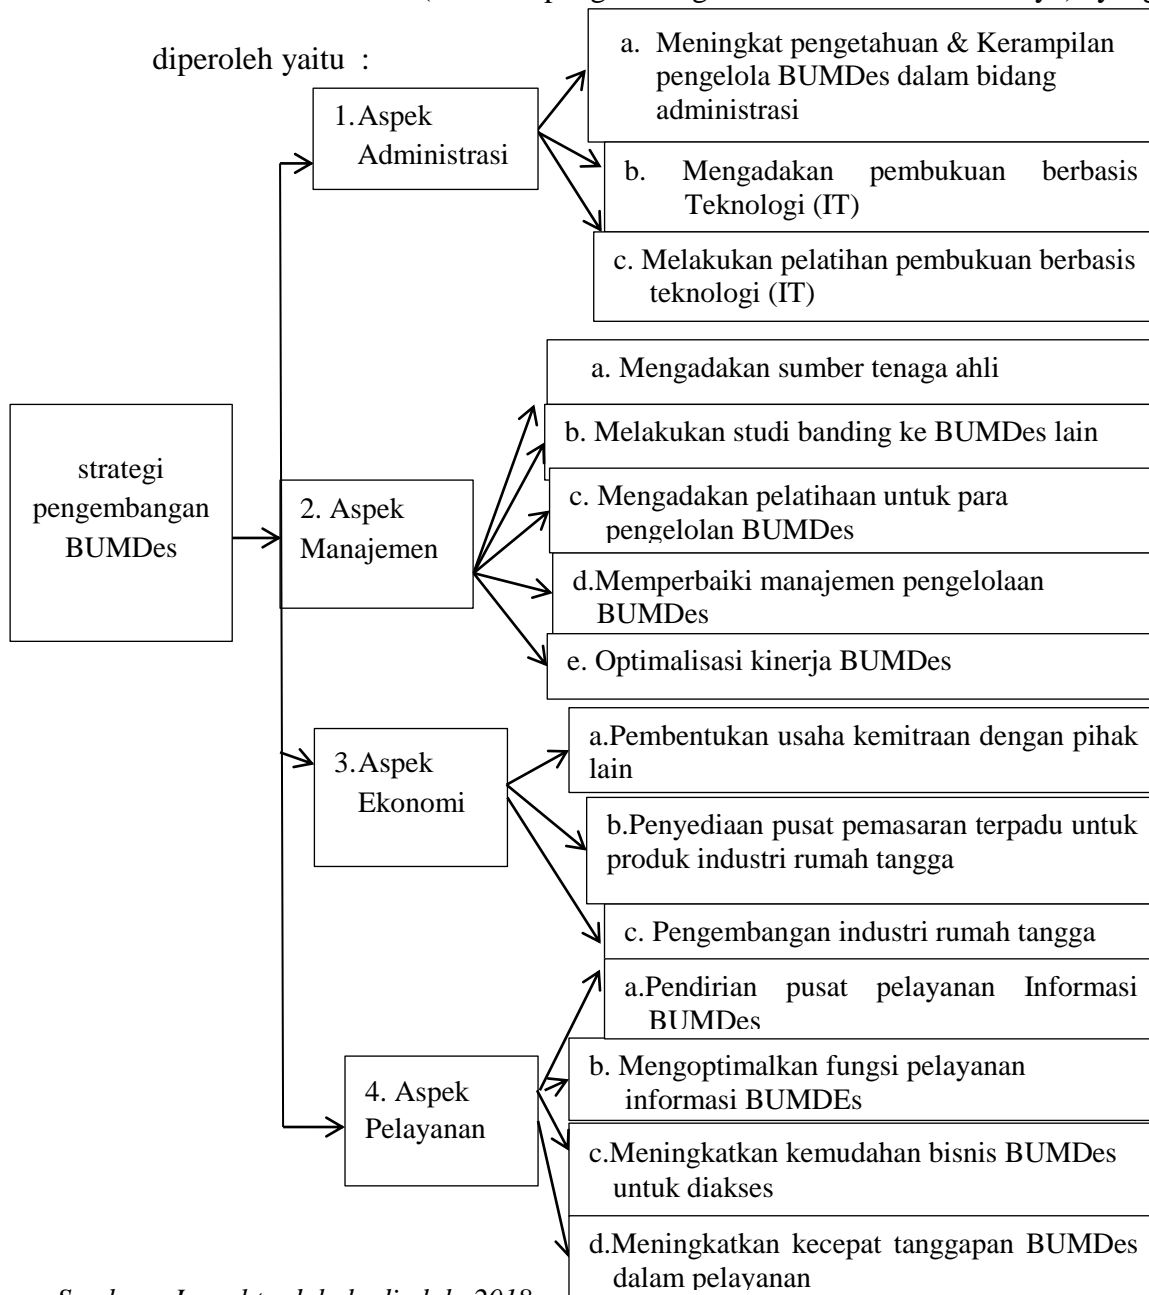 diperoleh yaitu :
1.Aspek
Administrasi
a. Meningkat pengetahuan & Kerampilan
pengelola BUMDes dalam bidang
administrasi
b. Mengadakan pembukuan berbasis
Teknologi (IT)
c. Melakukan pelatihan pembukuan berbasis
teknologi (IT)
strategi
pengembangan
BUMDes
2. Aspek
Manajemen
a. Mengadakan sumber tenaga ahli
b. Melakukan studi banding ke BUMDes lain
c. Mengadakan pelatihaan untuk para
pengelolan BUMDes
d.Memperbaiki manajemen pengelolaan
BUMDes
e. Optimalisasi kinerja BUMDes
3.Aspek
Ekonomi
a.Pembentukan usaha kemitraan dengan pihak
lain
b.Penyediaan pusat pemasaran terpadu untuk
produk industri rumah tangga
c. Pengembangan industri rumah tangga
4. Aspek
Pelayanan
a.Pendirian pusat pelayanan Informasi
BUMDes
b. Mengoptimalkan fungsi pelayanan
informasi BUMDEs
c.Meningkatkan kemudahan bisnis BUMDes
untuk diakses
d.Meningkatkan kecepat tanggapan BUMDes
dalam pelayanan